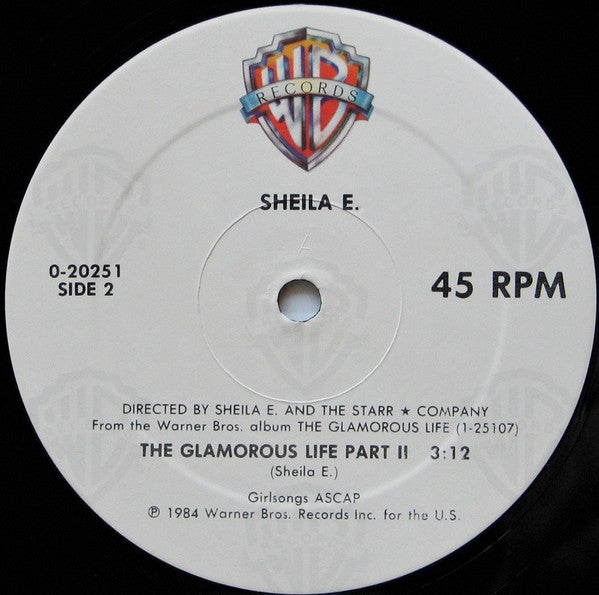 WB
RECORDS
SHEILA E.
A
0-20251
SIDE 2
45 RPM
DIRECTED BY SHEILA E. AND THE STARR ★ COMPANY
From the Warner Bros. album THE GLAMOROUS LIFE (1-25107)
THE GLAMOROUS LIFE PART II 3:12
(Sheila E.)
Girlsongs ASCAP
℗ 1984 Warner Bros. Records Inc. for the U.S.